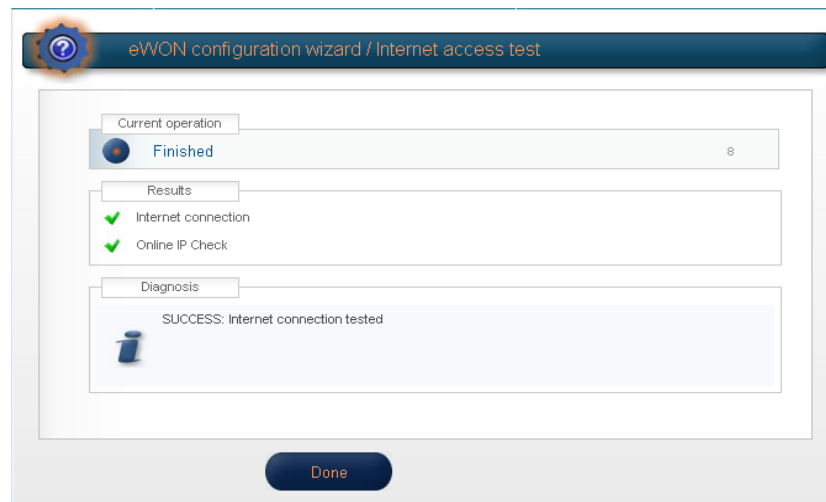 eWON configuration wizard / Internet access test
Current operation
Finished 8
Results
Internet connection
Online IP Check
Diagnosis
SUCCESS: Internet connection tested
Done